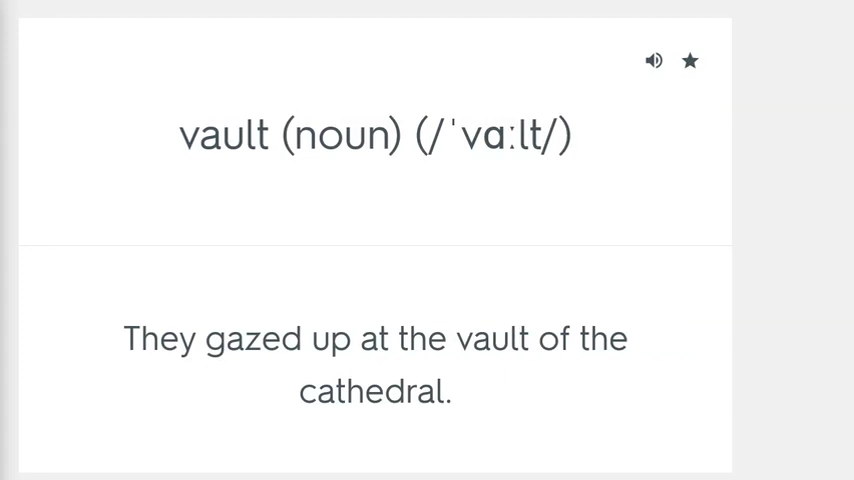 vault (noun) (/ˈvɑːlt/)
They gazed up at the vault of the
cathedral.